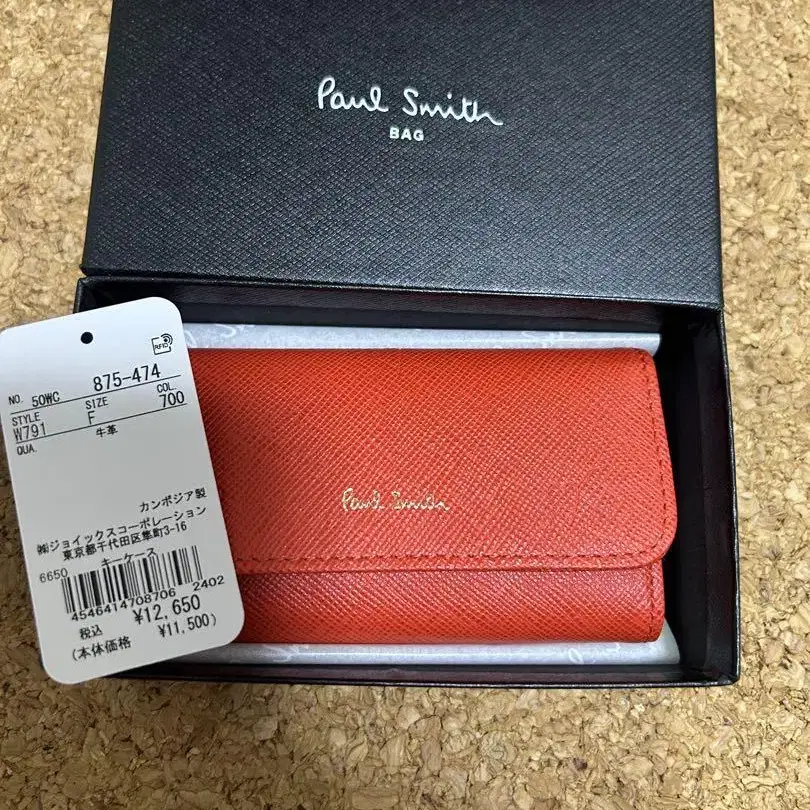 Paul Smith
BAG
RFID
NO. 50WC 875-474
STYLE SIZE COL.
W791 F 700
QUA. 牛革
カンボジア製
㈱ジョイックスコーポレーション
東京都千代田区隼町3-16
キーケース
6650
4546414708706 2402
税込 ¥12,650
(本体価格 ¥11,500)
Paul Smith